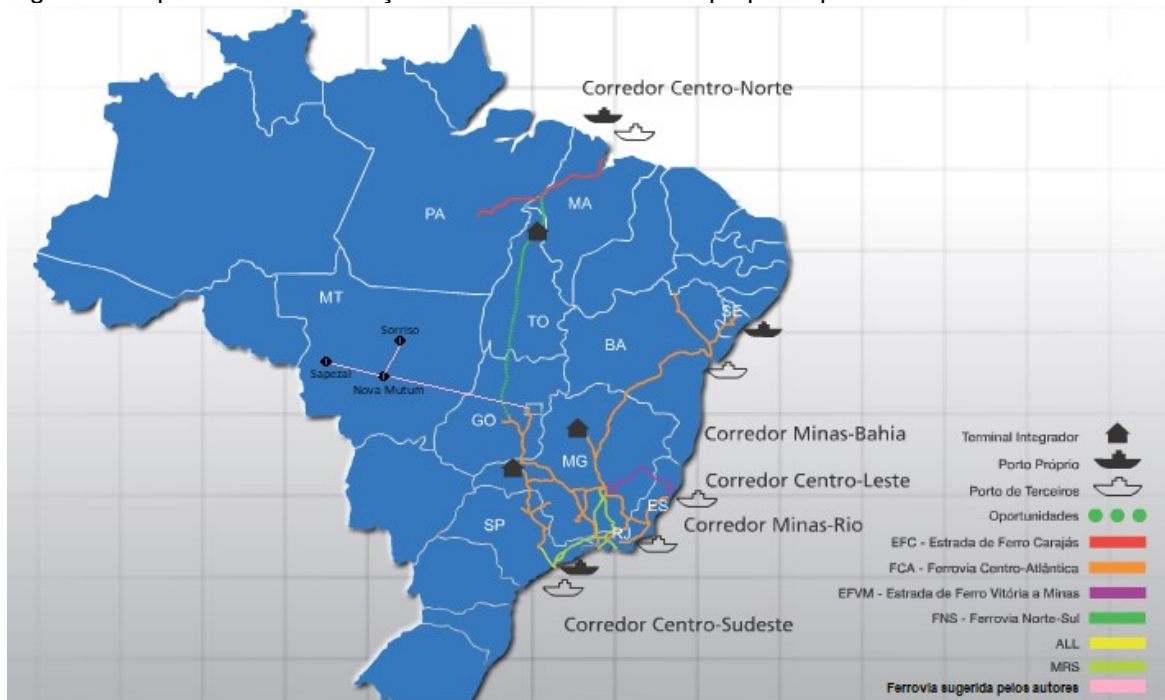 Corredor Centro-Norte
PA
MA
MT
TO
SE
Sorriso
BA
Sapezal
Nova Mutum
GO
Corredor Minas-Bahia
MG
Corredor Centro-Leste
ES
SP
Corredor Minas-Rio
RJ
Corredor Centro-Sudeste
Terminal Integrador
Porto Próprio
Porto de Terceiros
Oportunidades
EFC - Estrada de Ferro Carajás
FCA - Ferrovia Centro-Atlântica
EFVM - Estrada de Ferro Vitória a Minas
FNS - Ferrovia Norte-Sul
ALL
MRS
Ferrovia sugerida pelos autores